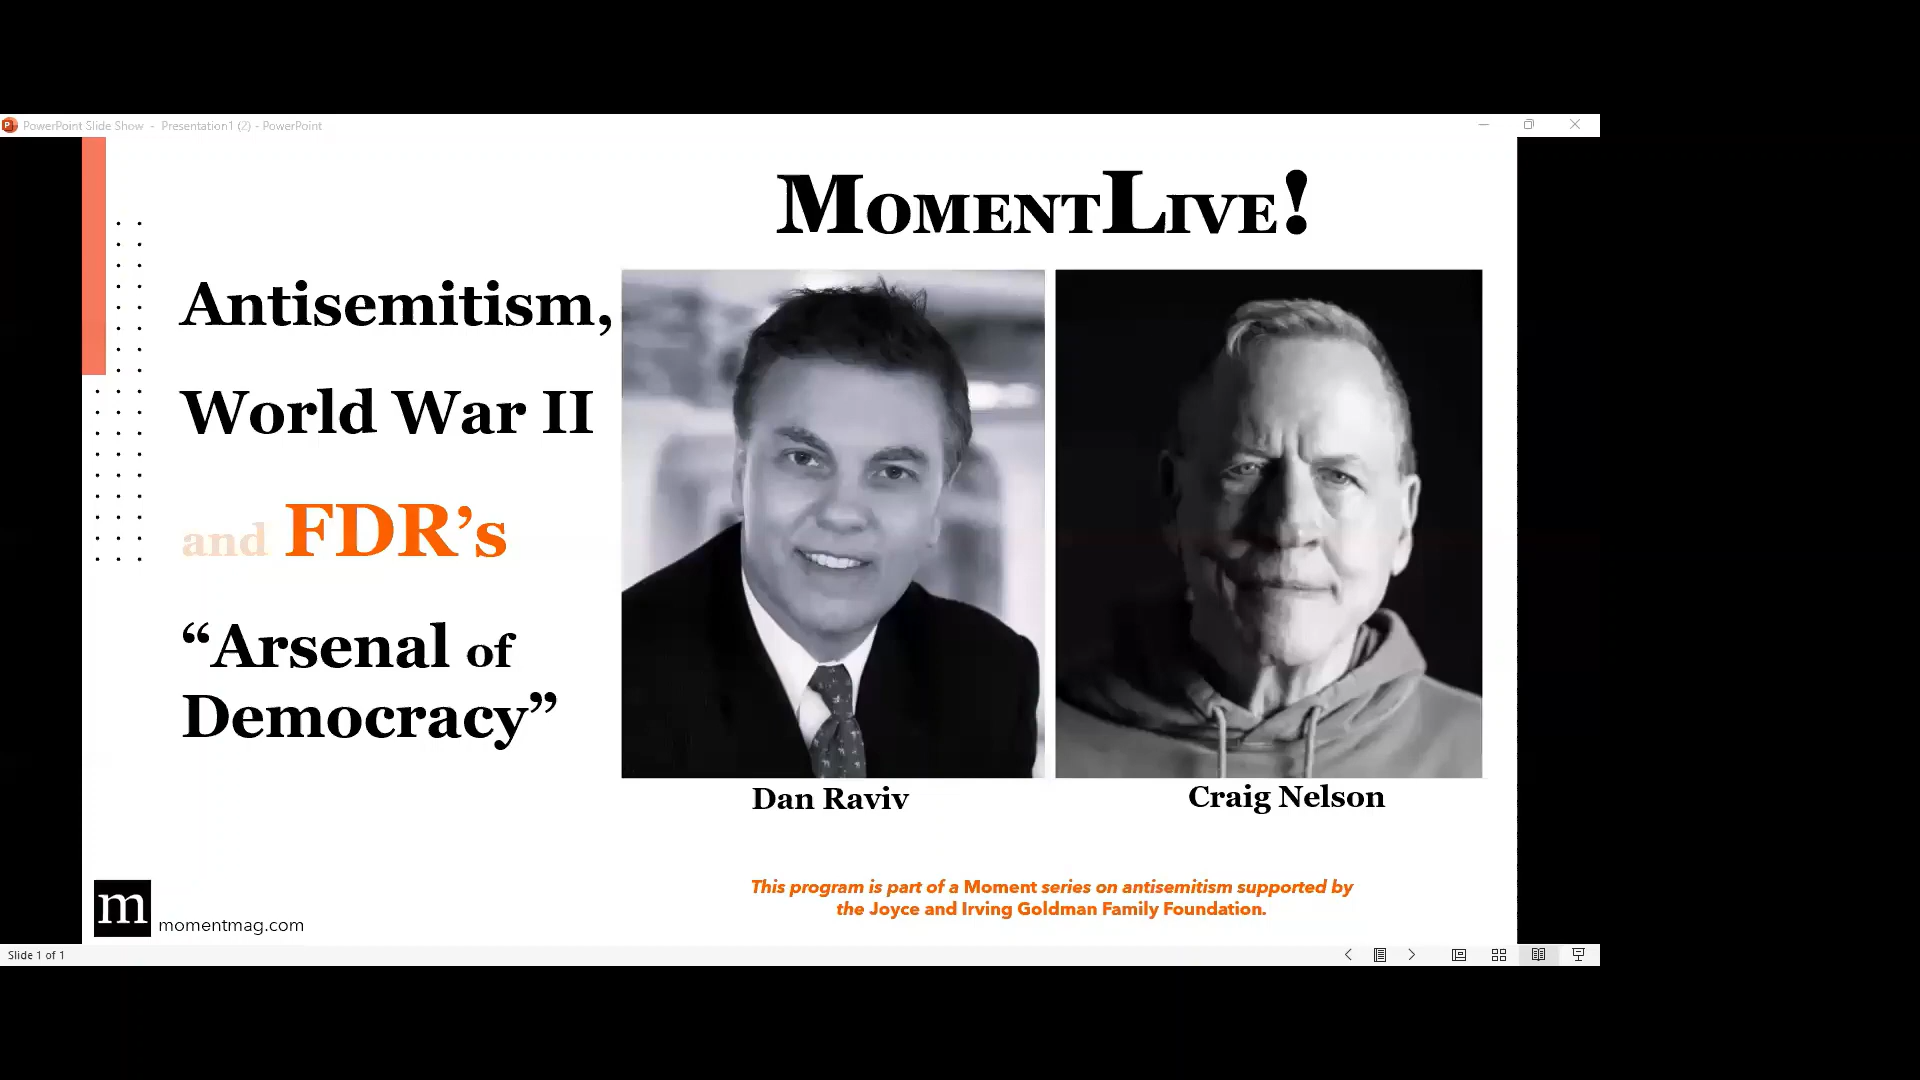 PowerPoint Slide Show - Presentation1 (2) - PowerPoint
MOMENTLIVE!
Antisemitism,
World War II
and FDR’s
“Arsenal of
Democracy”
Dan Raviv
Craig Nelson
This program is part of a Moment series on antisemitism supported by
the Joyce and Irving Goldman Family Foundation.
m
momentmag.com
Slide 1 of 1